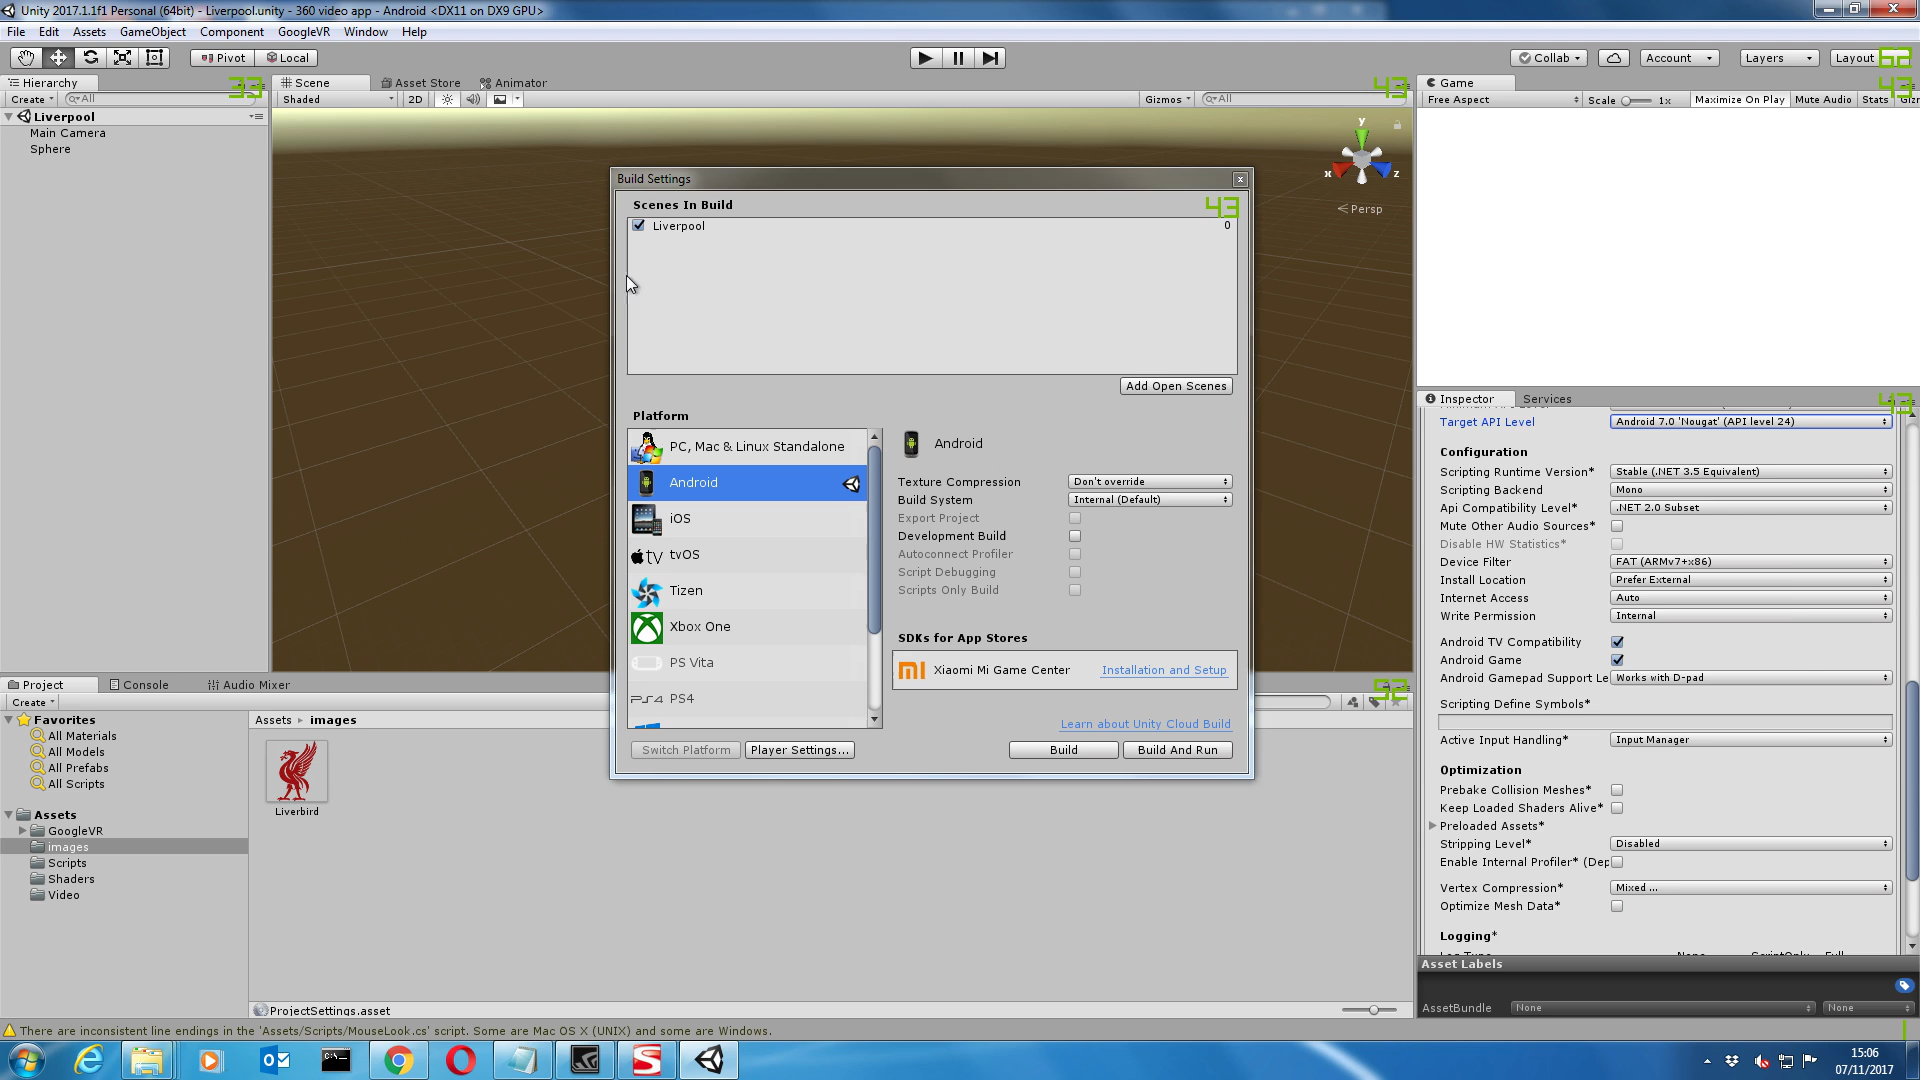 Unity 2017.1.1f1 Personal (64bit) - Liverpool.unity - 360 video app - Android <DX11 on DX9 GPU>
File Edit Assets GameObject Component GoogleVR Window Help
Pivot Local Collab Account Layers Layout 62
Hierarchy 33
Create All
Liverpool
Main Camera
Sphere
Scene Asset Store Animator 43
Shaded 2D Gizmos All
y
x z
Persp
Game 43
Free Aspect Scale 1x Maximize On Play Mute Audio Stats Giz
Build Settings
Scenes In Build 43
Liverpool 0
Add Open Scenes
Platform
PC, Mac & Linux Standalone
Android
iOS
tvOS
Tizen
Xbox One
PS Vita
PS4
Android
Texture Compression Don't override
Build System Internal (Default)
Export Project
Development Build
Autoconnect Profiler
Script Debugging
Scripts Only Build
SDKs for App Stores
Xiaomi Mi Game Center Installation and Setup
Learn about Unity Cloud Build
Switch Platform Player Settings... Build Build And Run
Inspector Services 43
Target API Level Android 7.0 'Nougat' (API level 24)
Configuration
Scripting Runtime Version* Stable (.NET 3.5 Equivalent)
Scripting Backend Mono
Api Compatibility Level* .NET 2.0 Subset
Mute Other Audio Sources*
Disable HW Statistics*
Device Filter FAT (ARMv7+x86)
Install Location Prefer External
Internet Access Auto
Write Permission Internal
Android TV Compatibility
Android Game
Android Gamepad Support Le Works with D-pad
Scripting Define Symbols*
Active Input Handling* Input Manager
Optimization
Prebake Collision Meshes*
Keep Loaded Shaders Alive*
Preloaded Assets*
Stripping Level* Disabled
Enable Internal Profiler* (Dep
Vertex Compression* Mixed ...
Optimize Mesh Data*
Logging*
Asset Labels
AssetBundle None None
Project Console Audio Mixer 52
Create
Favorites
All Materials
All Models
All Prefabs
All Scripts
Assets
GoogleVR
images
Scripts
Shaders
Video
Assets images
Liverbird
ProjectSettings.asset
There are inconsistent line endings in the 'Assets/Scripts/MouseLook.cs' script. Some are Mac OS X (UNIX) and some are Windows.
15:06
07/11/2017